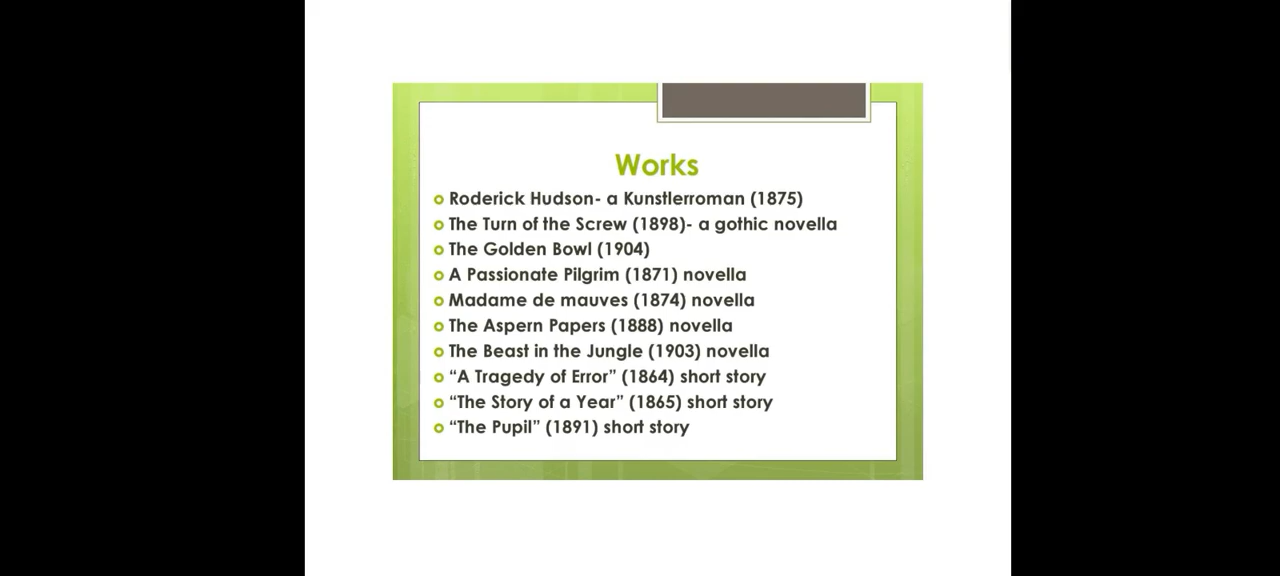 Works
Roderick Hudson- a Kunstlerroman (1875)
The Turn of the Screw (1898)- a gothic novella
The Golden Bowl (1904)
A Passionate Pilgrim (1871) novella
Madame de mauves (1874) novella
The Aspern Papers (1888) novella
The Beast in the Jungle (1903) novella
“A Tragedy of Error” (1864) short story
“The Story of a Year” (1865) short story
“The Pupil” (1891) short story